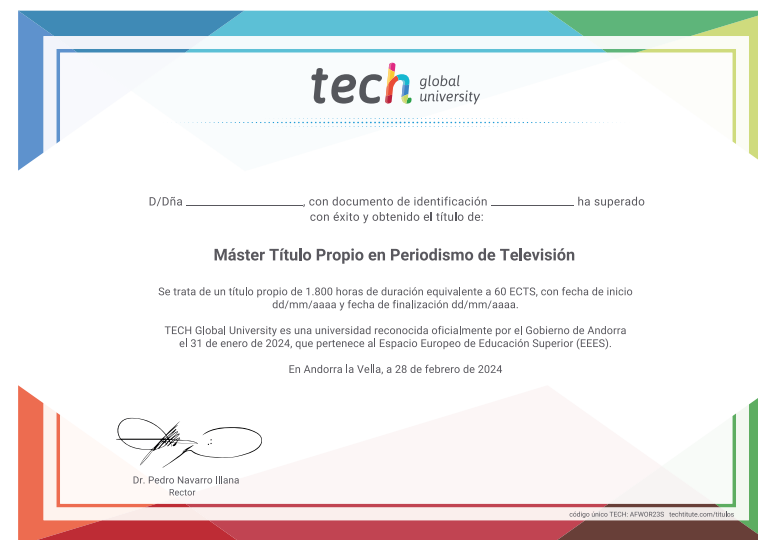 tech global
university
D/Dña ____________________, con documento de identificación ______________ ha superado
con éxito y obtenido el título de:
Máster Título Propio en Periodismo de Televisión
Se trata de un título propio de 1.800 horas de duración equivalente a 60 ECTS, con fecha de inicio
dd/mm/aaaa y fecha de finalización dd/mm/aaaa.
TECH Global University es una universidad reconocida oficialmente por el Gobierno de Andorra
el 31 de enero de 2024, que pertenece al Espacio Europeo de Educación Superior (EEES).
En Andorra la Vella, a 28 de febrero de 2024
Dr. Pedro Navarro Illana
Rector
código único TECH: AFWOR23S techtitute.com/titulos